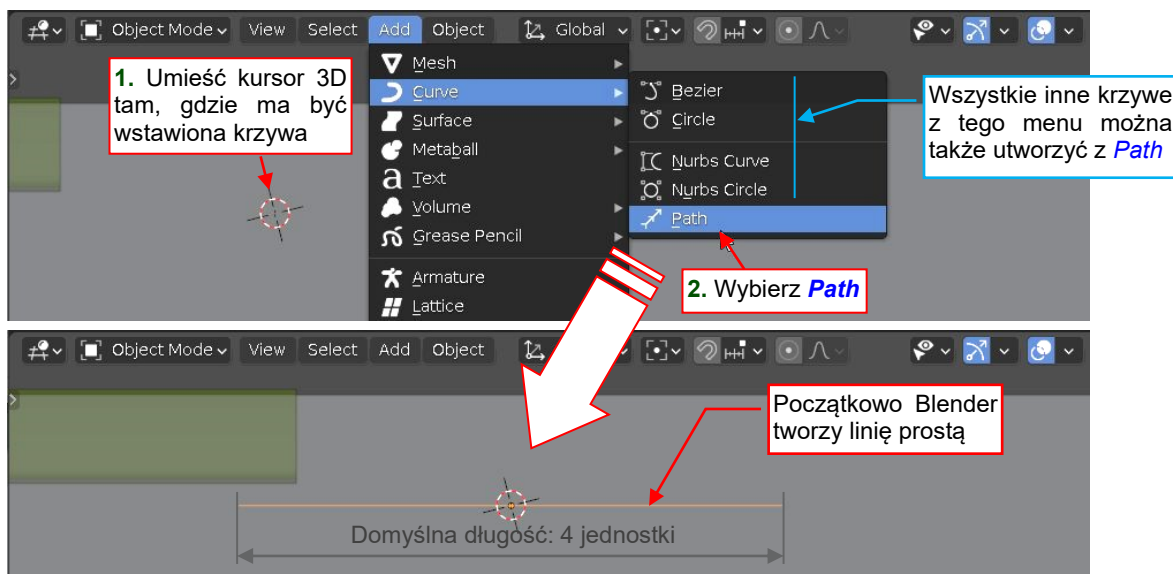 Object Mode View Select Add Object Global
1. Umieść kursor 3D
tam, gdzie ma być
wstawiona krzywa
Mesh
Curve
Surface
Metaball
Text
Volume
Grease Pencil
Armature
Lattice
Bezier
Circle
Nurbs Curve
Nurbs Circle
Path
Wszystkie inne krzywe
z tego menu można
także utworzyć z Path
2. Wybierz Path
Object Mode View Select Add Object
Początkowo Blender
tworzy linię prostą
Domyślna długość: 4 jednostki